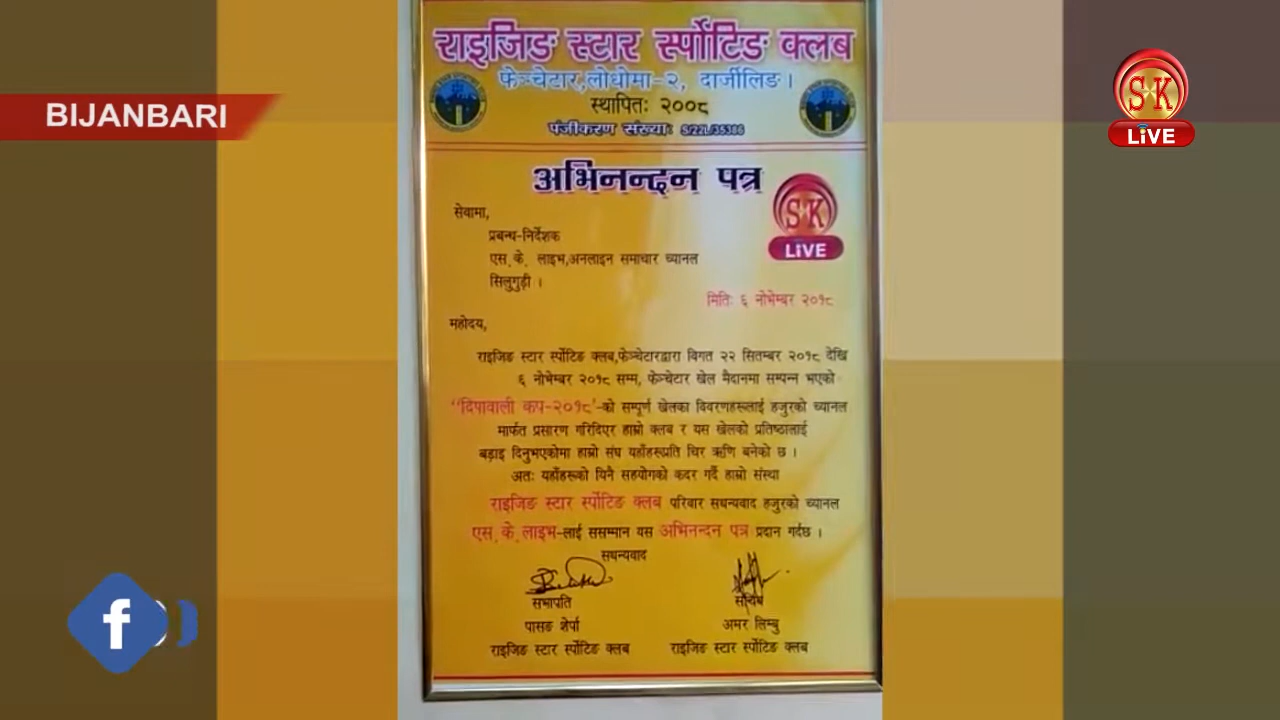 राइजिङ स्टार स्पोर्टिङ क्लब
फेञ्चेटार,लोधोमा-२, दार्जीलिङ।
स्थापितः २००८
पंजीकरण संख्याः S/22L/35386
BIJANBARI
SK
LiVE
अभिनन्दन पत्र
सेवामा,
प्रबन्ध-निर्देशक
एस.के. लाइभ,अनलाइन समाचार च्यानल
सिलुगुड़ी ।
SK
LiVE
मितिः ६ नोभेम्बर २०१८
महोदय,
राइजिङ स्टार स्पोर्टिङ क्लब,फेञ्चेटारद्वारा विगत २२ सितम्बर २०१८ देखि
६ नोभेम्बर २०१८ सम्म, फेञ्चेटार खेल मैदानमा सम्पन्न भएको
“दिपावाली कप-२०१८'-को सम्पूर्ण खेलका विवरणहरूलाई हजुरको च्यानल
मार्फत प्रसारण गरिदिएर हाम्रो क्लब र यस खेलको प्रतिष्ठालाई
बड़ाइ दिनुभएकोमा हाम्रो संघ यहाँहरूप्रति चिर ऋणि बनेको छ ।
अतः यहाँहरूको यिनै सहयोगको कदर गर्दै हाम्रो संस्था
राइजिङ स्टार स्पोर्टिङ क्लब परिवार सधन्यवाद हजुरको च्यानल
एस.के.लाइभ-लाई ससम्मान यस अभिनन्दन पत्र प्रदान गर्दछ ।
सधन्यवाद
सभापति
पासङ शेर्पा
राइजिङ स्टार स्पोर्टिङ क्लब
सचिव
अमर लिम्बु
राइजिङ स्टार स्पोर्टिङ क्लब
f